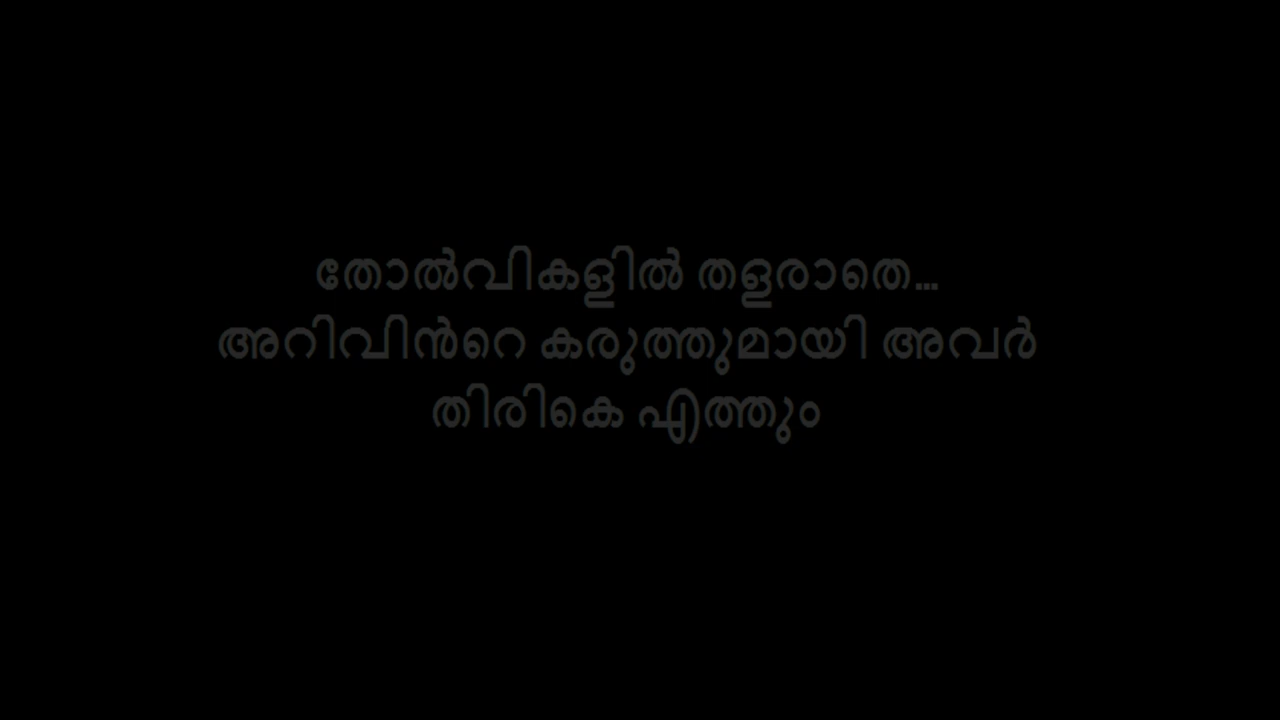 തോൽവികളിൽ തളരാതെ...
അറിവിൻറെ കരുത്തുമായി അവർ
തിരികെ എത്തും